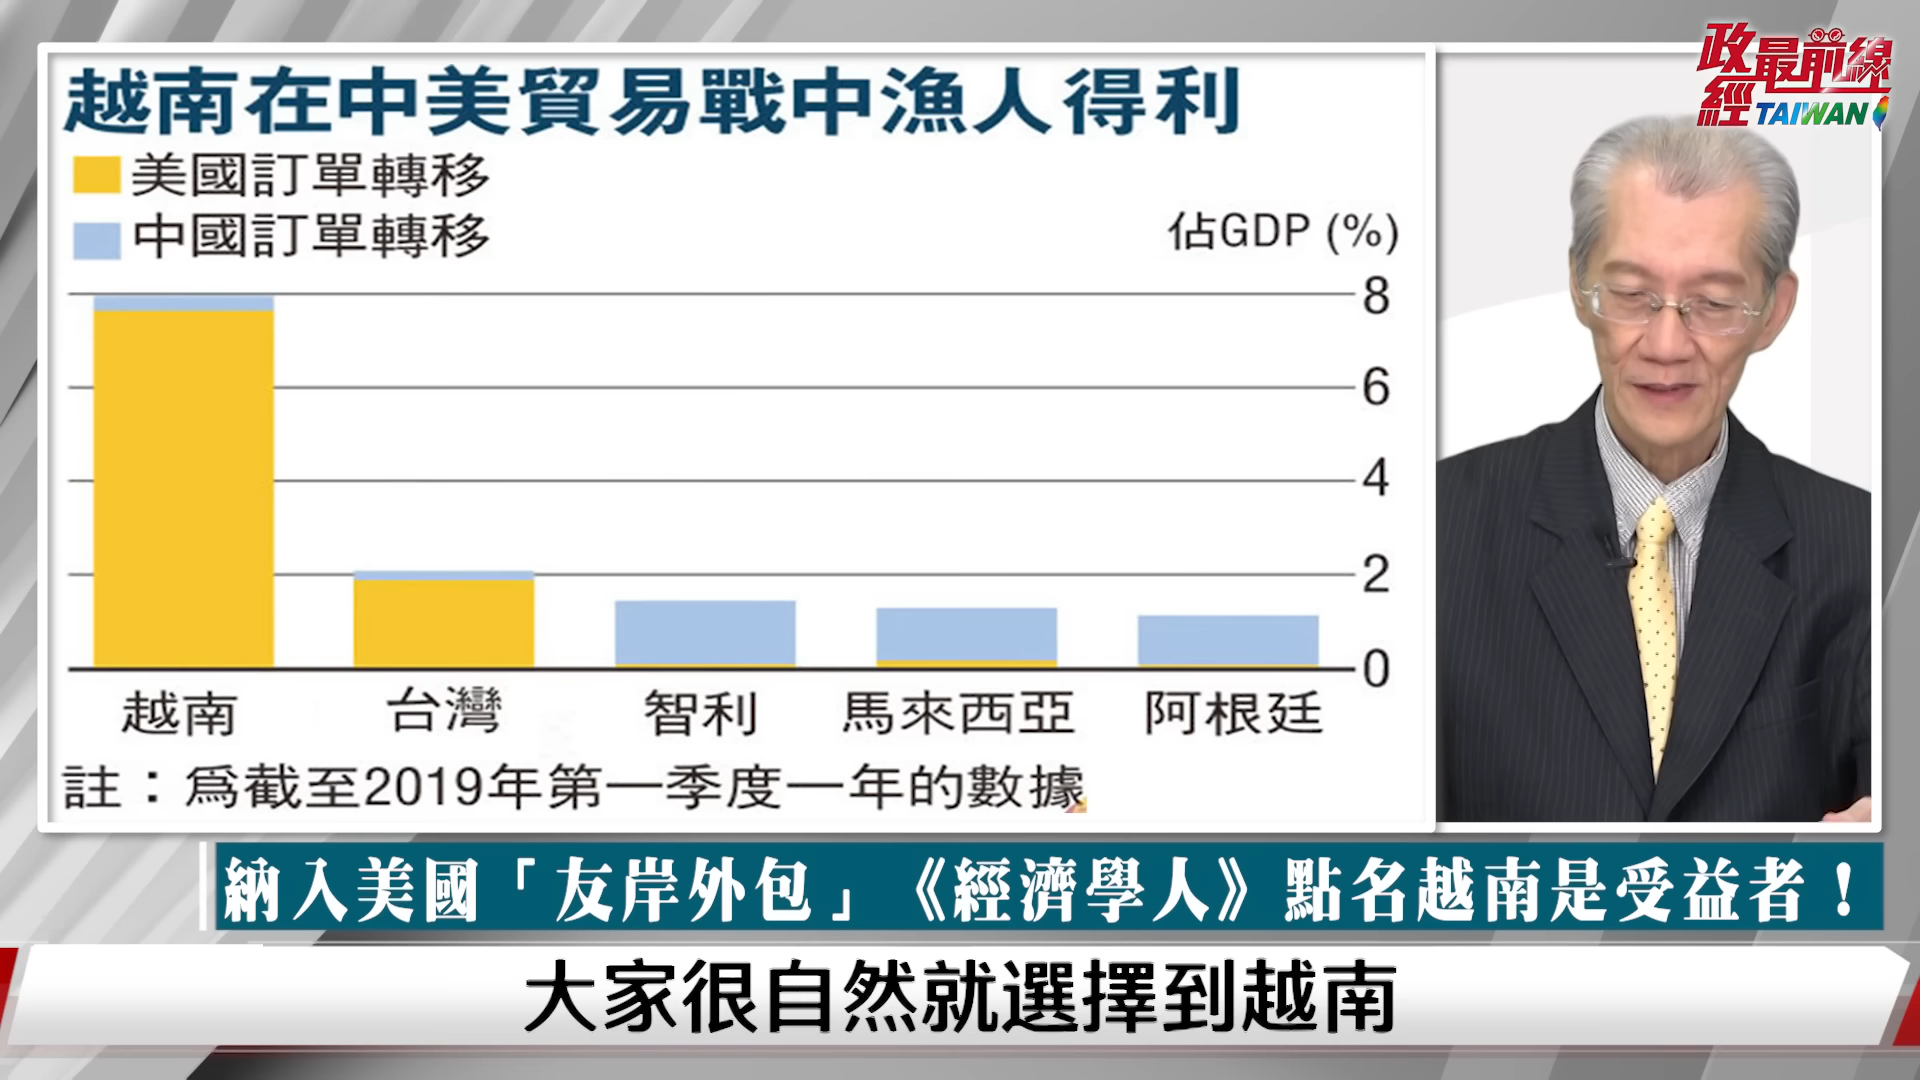 政經最前線
TAIWAN
越南在中美貿易戰中漁人得利
美國訂單轉移
中國訂單轉移
佔GDP (%)
8
6
4
2
0
越南 台灣 智利 馬來西亞 阿根廷
註：為截至2019年第一季度一年的數據
納入美國「友岸外包」《經濟學人》點名越南是受益者！
大家很自然就選擇到越南